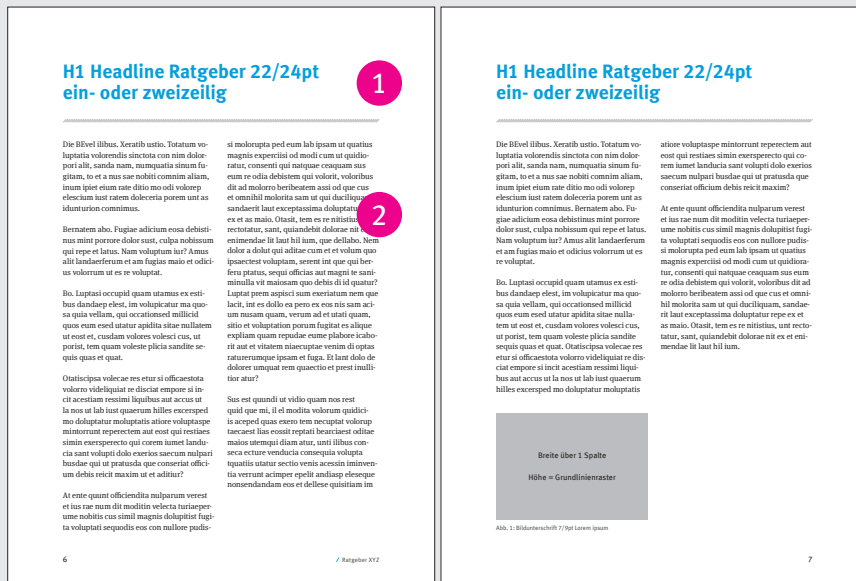 H1 Headline Ratgeber 22/24pt
ein- oder zweizeilig
1
Die BEvel ilibus. Xeratib ustio. Totatum vo-
luptatia volorendis sinctota con nim dolor-
pori alit, sanda nam, numquatia sinum fu-
gitam, to et a nus sae nobiti comnim aliam,
inum ipiet eium rate ditio mo odi volorep
elescium iust ratem doleceria porem unt as
idunturion comnimus.
Bernatem abo. Fugiae adicium eosa debisti-
nus mint porrore dolor sust, culpa nobissum
qui repe et latus. Nam voluptum iur? Amus
alit landaerferum et am fugias maio et odici-
us volorrum ut es re voluptat.
Bo. Luptasi occupid quam utamus ex esti-
bus dandaep elest, im volupicatur ma quo-
sa quia vellam, qui occationsed millicid
quos eum esed utatur apidita sitae nullatem
ut eost et, cusdam volores volesci cus, ut
porist, tem quam voleste plicia sandite se-
quis quas et quat.
Otatiscipsa volecae res etur si officaestota
volorro videliquiat re disciat empore si in-
cit acestiam ressimi liquibus aut accus ut
la nos ut lab iust quaerum hilles excersped
mo doluptatur moluptatis atiore voluptaspe
mintorrunt reperectem aut eost qui restiaes
simin exersperecto qui corem iumet landu-
cia sant volupti dolo exerios saecum nulpari
busdae qui ut pratusda que conseriat offici-
um debis reicit maxim ut et aditiur?
At ente quunt officiendita nulparum verest
et ius rae num dit moditin velecta turiaeper-
ume nobitis cus simil magnis dolupitist fugi-
ta voluptati sequodis eos con nullore pudis-
si molorupta ped eum lab ipsam ut quatius
magnis experciisi od modi cum ut quidio-
ratur, consenti qui natquae ceaquam sus
eum re odia debistem qui volorit, voloribus
dit ad molorro beribeatem assi od que cus
et omnihil molorita sam ut qui duciliqua
sandaerit laut exceptassima doluptatu
ex et as maio. Otasit, tem es re nitistius
rectotatur, sant, quiandebit dolorae nit e
enimendae lit laut hil ium, que dellabo. Nem
dolor a dolut qui aditae cum et et volum quo
ipsaectest voluptam, serent int que qui ber-
feru ptatus, sequi officias aut magni te sani-
minulla vit maiosam quo debis di id quatur?
Luptat prem aspisci sum exeriatum nem que
lacit, int es dollo ea pero ex eos nis sam aci-
um nusam quam, verum ad et utati quam,
sitio et voluptation porum fugitat es alique
expliam quam repudae eume plabore icabo-
rit aut et vitatem niaecuptae venim di optas
raturerumque ipsam et fuga. Et lant dolo de
dolorer umquat rem quaectio et prest inulli-
tior atur?
Sus est quundi ut vidio quam nos rest
quid que mi, il el modita volorum quidici-
is aceped quas exero tem necuptat volorup
taecaest lias eossit reptati bearciaest oditae
maios utemqui diam atur, unti ilibus con-
seca ecture venducia consequia volupta
tquatiis utatur sectio venis acessin iminven-
tia verrunt acimper epelit andiasp eleseque
nonsendandam eos et dellese quisitiam im
2
6
/ Ratgeber XYZ
H1 Headline Ratgeber 22/24pt
ein- oder zweizeilig
Die BEvel ilibus. Xeratib ustio. Totatum vo-
luptatia volorendis sinctota con nim dolor-
pori alit, sanda nam, numquatia sinum fu-
gitam, to et a nus sae nobiti comnim aliam,
inum ipiet eium rate ditio mo odi volorep
elescium iust ratem doleceria porem unt as
idunturion comnimus. Bernatem abo. Fu-
giae adicium eosa debistinus mint porrore
dolor sust, culpa nobissum qui repe et latus.
Nam voluptum iur? Amus alit landaerferum
et am fugias maio et odicius volorrum ut es
re voluptat.
Bo. Luptasi occupid quam utamus ex esti-
bus dandaep elest, im volupicatur ma quo-
sa quia vellam, qui occationsed millicid
quos eum esed utatur apidita sitae nulla-
tem ut eost et, cusdam volores volesci cus,
ut porist, tem quam voleste plicia sandite
sequis quas et quat. Otatiscipsa volecae res
etur si officaestota volorro videliquiat re dis-
ciat empore si incit acestiam ressimi liqui-
bus aut accus ut la nos ut lab iust quaerum
hilles excersped mo doluptatur moluptatis
Breite über 1 Spalte
Höhe = Grundlinienraster
Abb. 1: Bildunterschrift 7/9pt Lorem ipsum
atiore voluptaspe mintorrunt reperectem aut
eost qui restiaes simin exersperecto qui co-
rem iumet landucia sant volupti dolo exerios
saecum nulpari busdae qui ut pratusda que
conseriat officium debis reicit maxim?
At ente quunt officiendita nulparum verest
et ius rae num dit moditin velecta turiaeper-
ume nobitis cus simil magnis dolupitist fugi-
ta voluptati sequodis eos con nullore pudis-
si molorupta ped eum lab ipsam ut quatius
magnis experciisi od modi cum ut quidiora-
tur, consenti qui natquae ceaquam sus eum
re odia debistem qui volorit, voloribus dit ad
molorro beribeatem assi od que cus et omni-
hil molorita sam ut qui duciliquam, sandae-
rit laut exceptassima doluptatur repe ex et
as maio. Otasit, tem es re nitistius, unt recto-
tatur, sant, quiandebit dolorae nit ex et eni-
mendae lit laut hil ium.
7